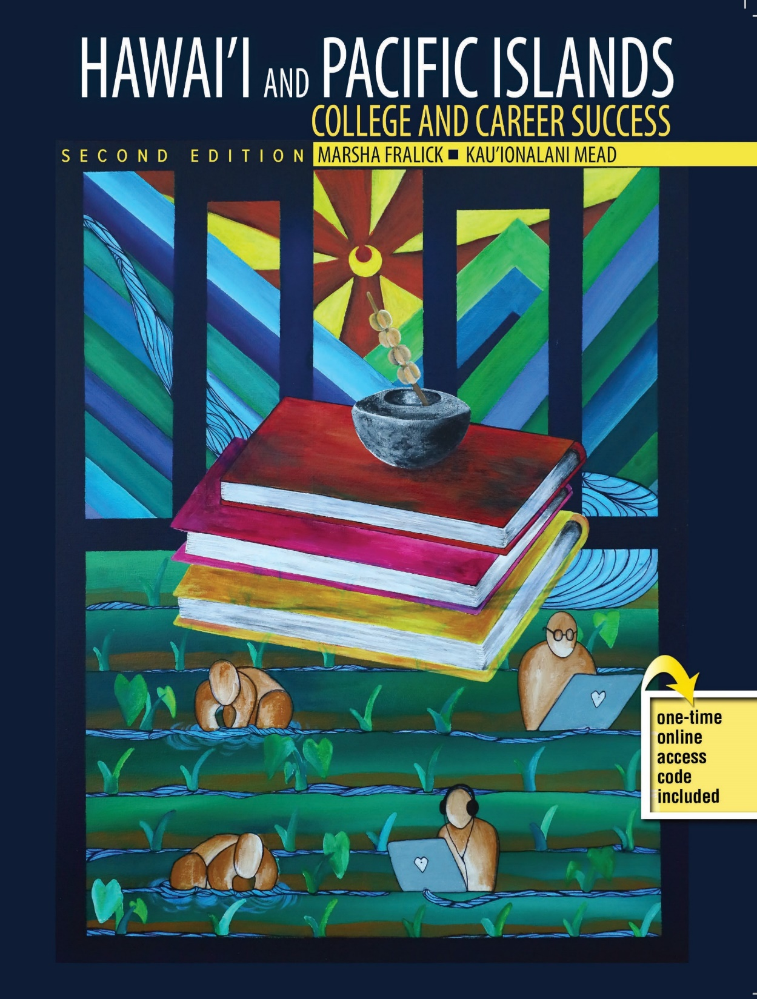 HAWAI'I AND PACIFIC ISLANDS
COLLEGE AND CAREER SUCCESS
SECOND EDITION MARSHA FRALICK ■ KAU'IONALANI MEAD
one-time
online
access
code
included